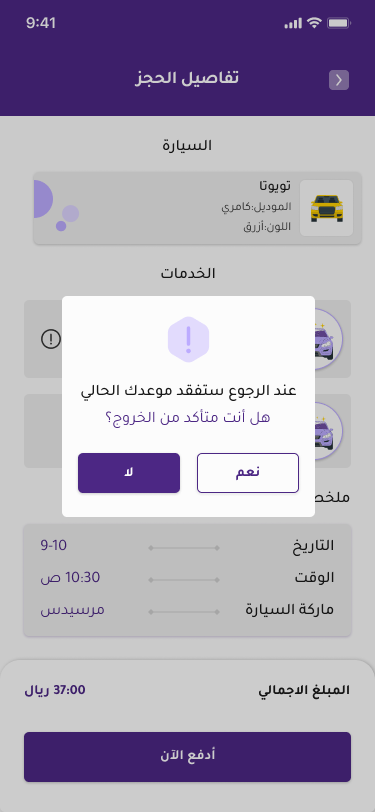 9:41
تفاصيل الحجز
السيارة
تويوتا
الموديل:كامري
اللون:أزرق
الخدمات
عند الرجوع ستفقد موعدك الحالي
هل أنت متأكد من الخروج؟
نعم
لا
التاريخ 9-10
الوقت 10:30 ص
ماركة السيارة مرسيدس
المبلغ الاجمالي 37:00 ريال
أدفع الآن